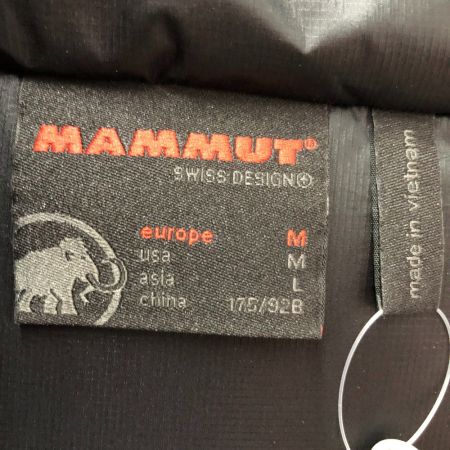 MAMMUT®
SWISS DESIGN
europe M
usa M
asia L
china 175/92B
made in vietnam